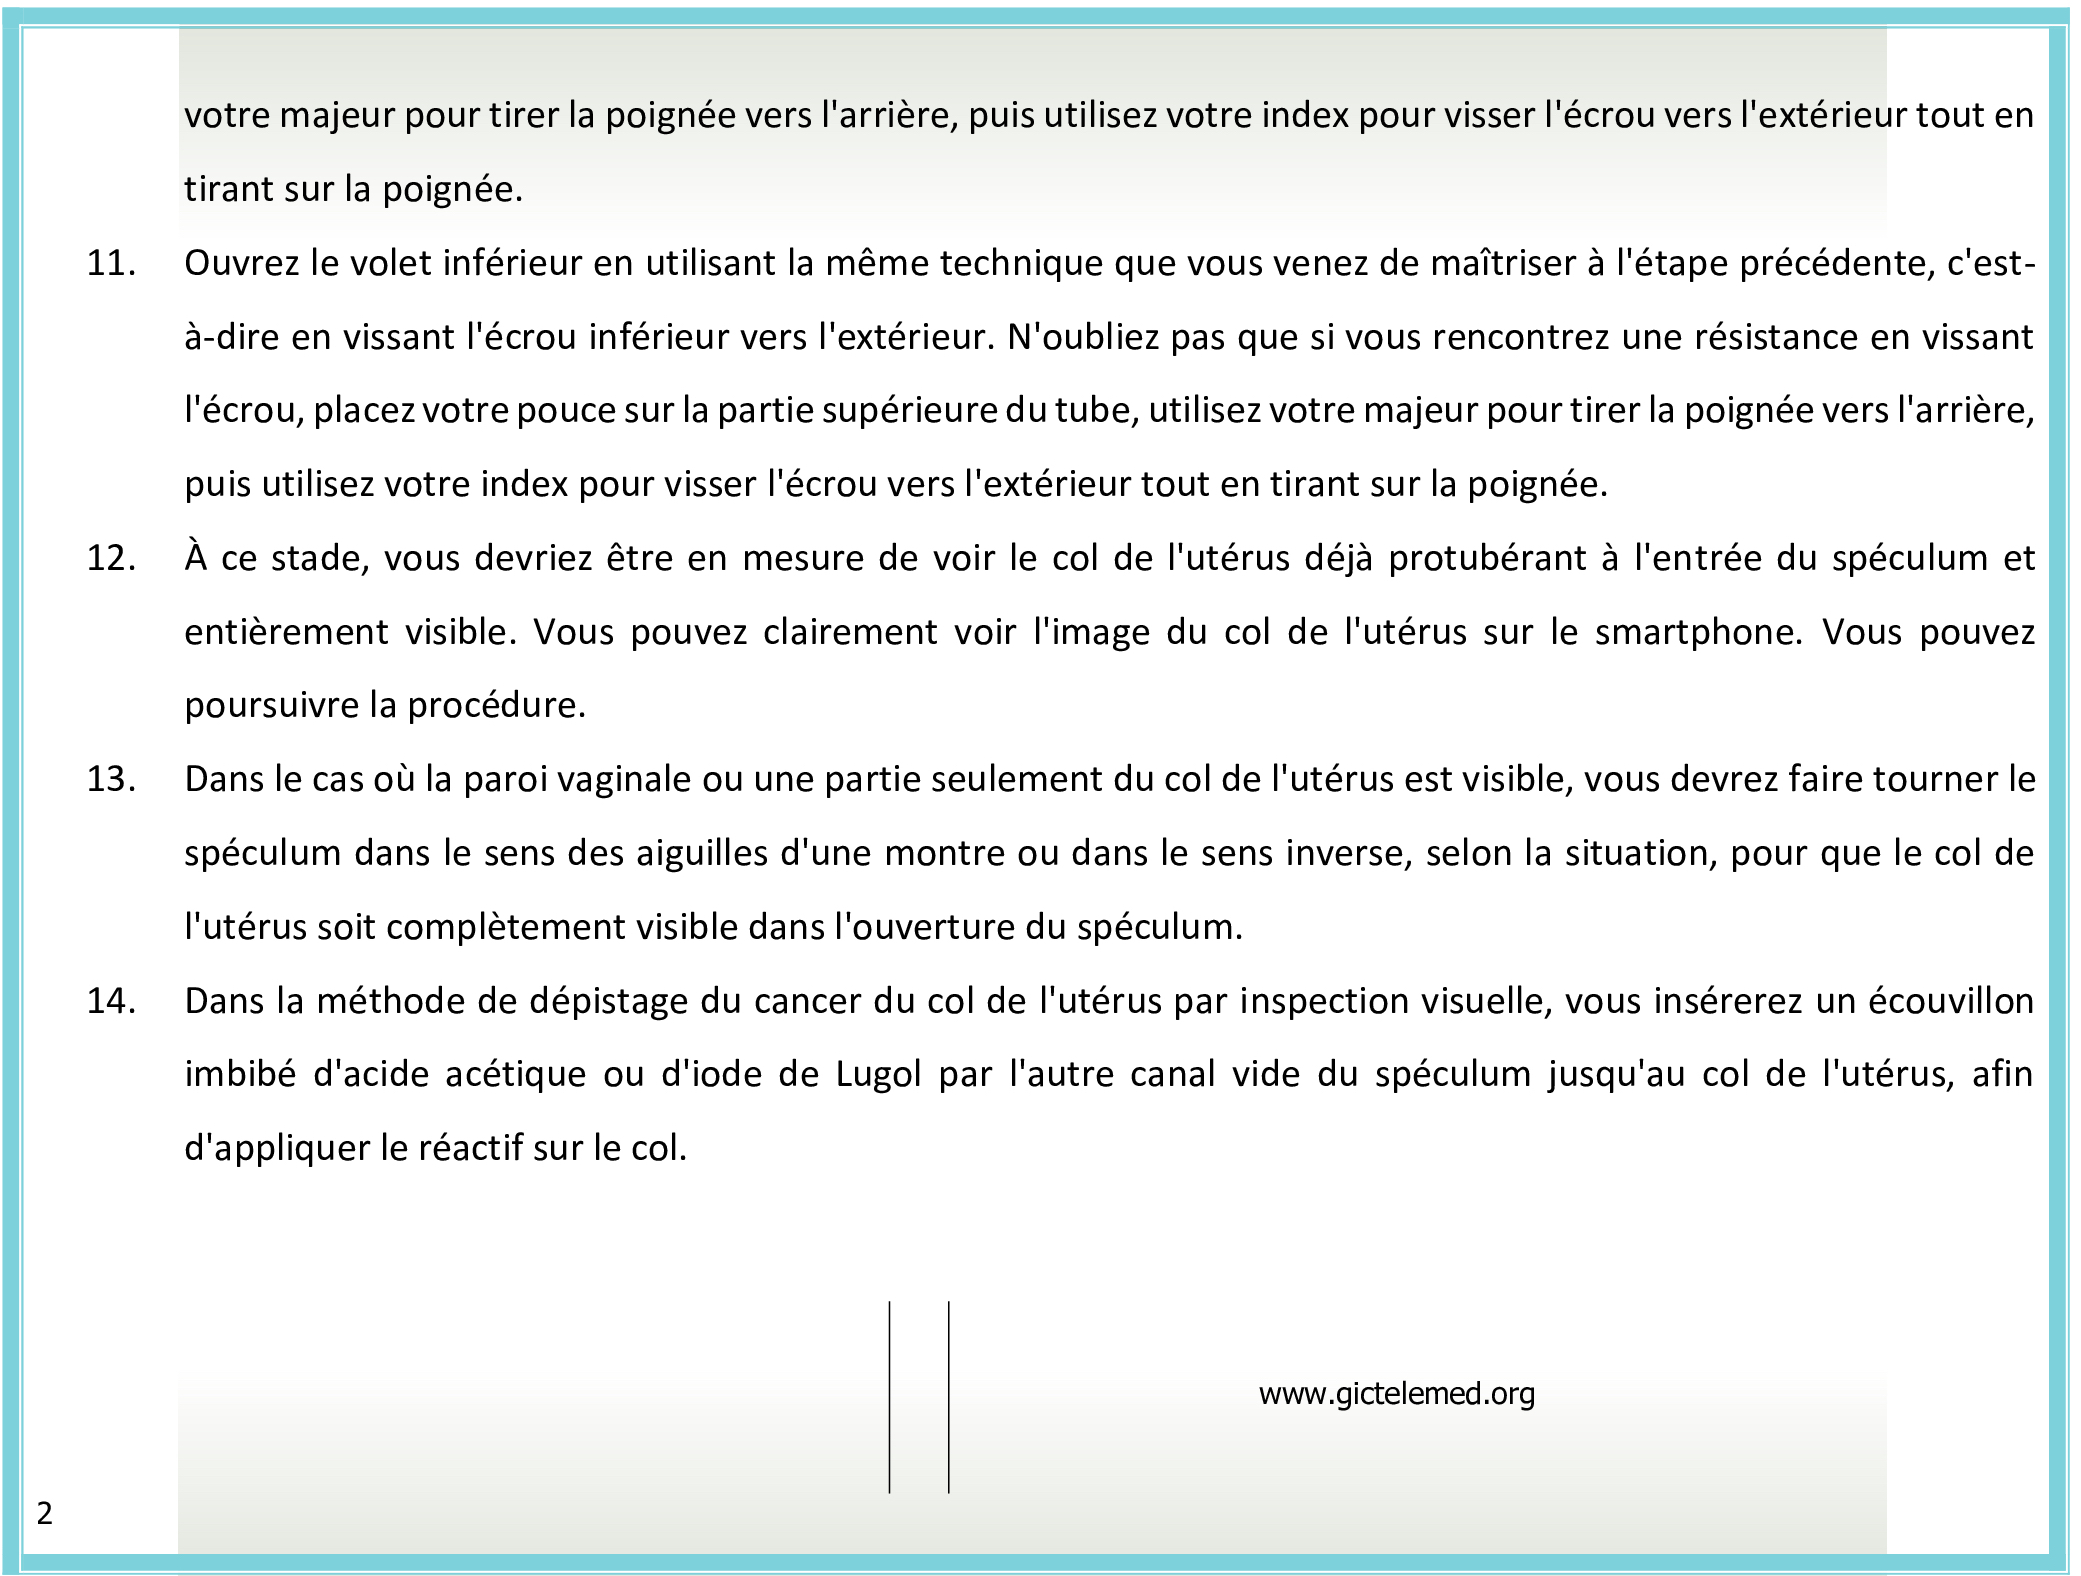 votre majeur pour tirer la poignée vers l'arrière, puis utilisez votre index pour visser l'écrou vers l'extérieur tout en
tirant sur la poignée.
11. Ouvrez le volet inférieur en utilisant la même technique que vous venez de maîtriser à l'étape précédente, c'est-
à-dire en vissant l'écrou inférieur vers l'extérieur. N'oubliez pas que si vous rencontrez une résistance en vissant
l'écrou, placez votre pouce sur la partie supérieure du tube, utilisez votre majeur pour tirer la poignée vers l'arrière,
puis utilisez votre index pour visser l'écrou vers l'extérieur tout en tirant sur la poignée.
12. À ce stade, vous devriez être en mesure de voir le col de l'utérus déjà protubérant à l'entrée du spéculum et
entièrement visible. Vous pouvez clairement voir l'image du col de l'utérus sur le smartphone. Vous pouvez
poursuivre la procédure.
13. Dans le cas où la paroi vaginale ou une partie seulement du col de l'utérus est visible, vous devrez faire tourner le
spéculum dans le sens des aiguilles d'une montre ou dans le sens inverse, selon la situation, pour que le col de
l'utérus soit complètement visible dans l'ouverture du spéculum.
14. Dans la méthode de dépistage du cancer du col de l'utérus par inspection visuelle, vous insérerez un écouvillon
imbibé d'acide acétique ou d'iode de Lugol par l'autre canal vide du spéculum jusqu'au col de l'utérus, afin
d'appliquer le réactif sur le col.
www.gictelemed.org
2